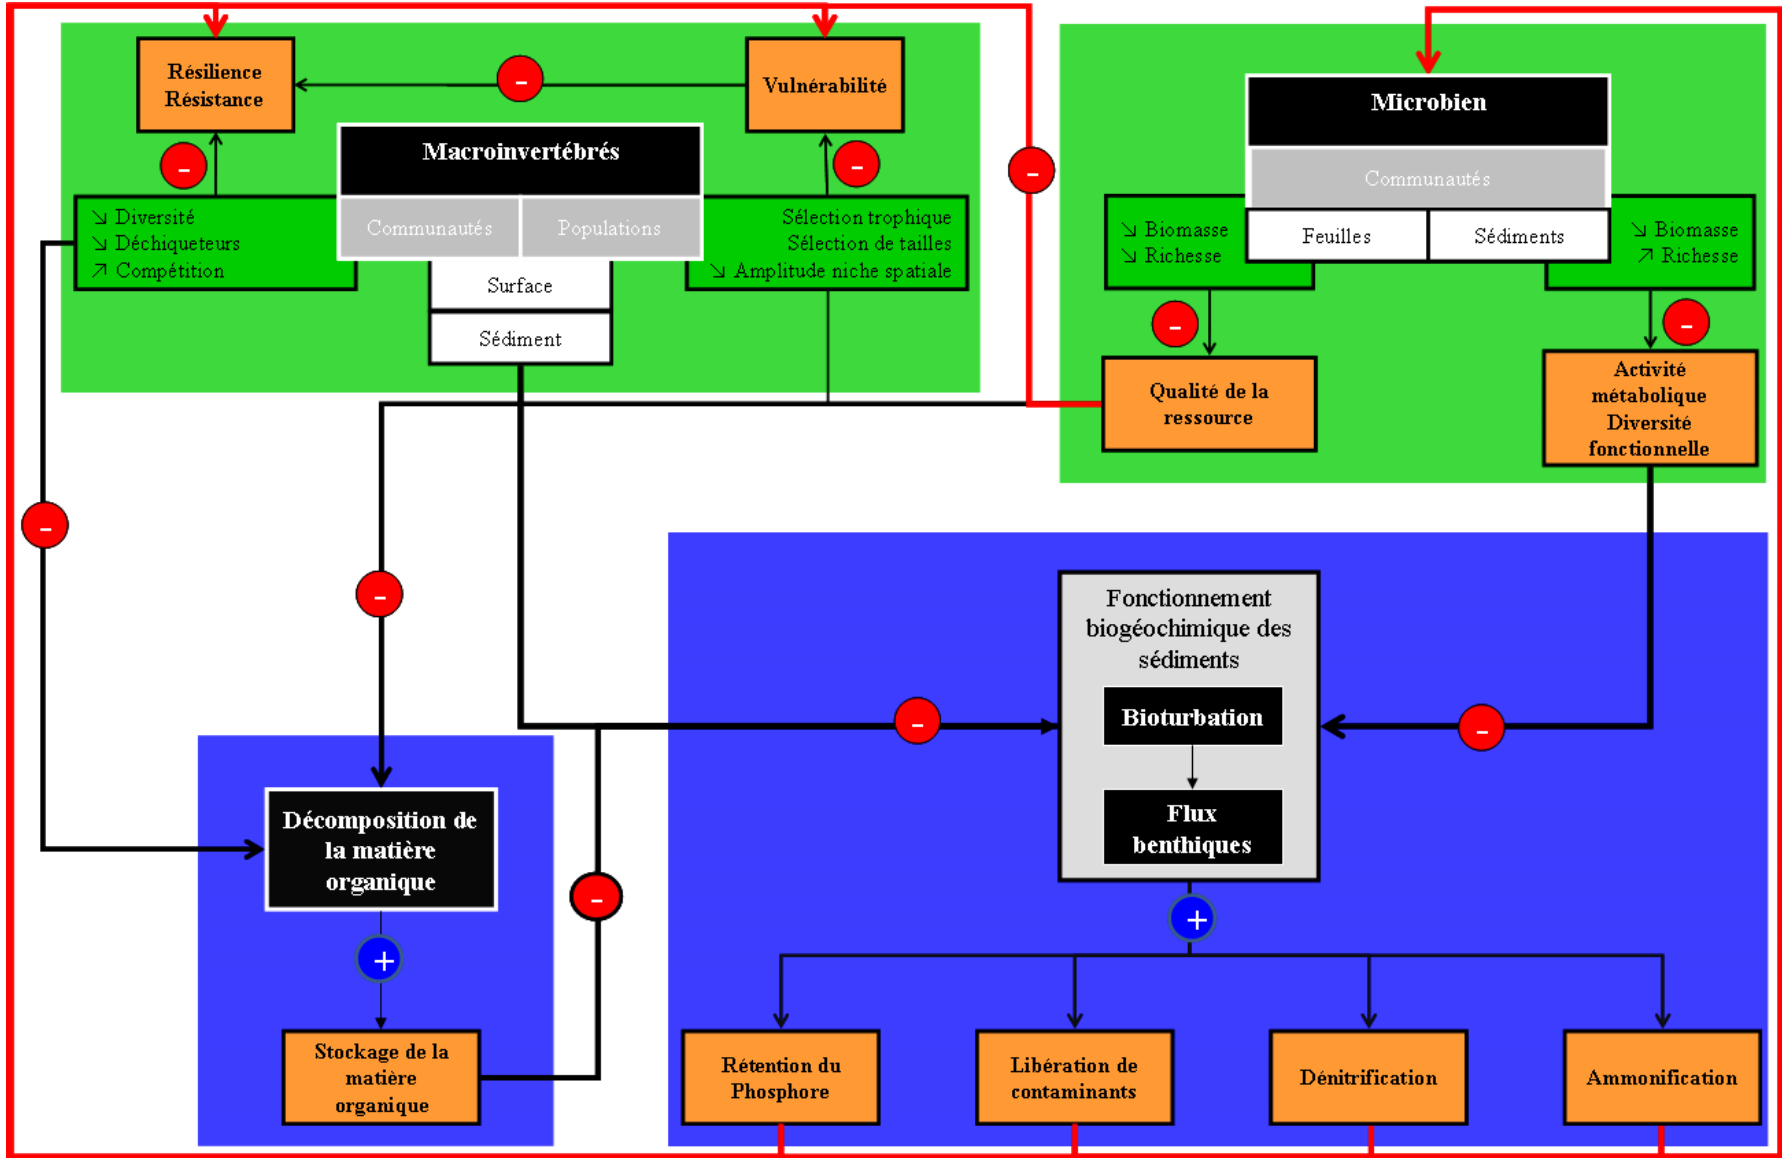 Résilience
Résistance
-
Vulnérabilité
-
-
Macroinvertébrés
Communautés
Populations
Surface
Sédiment
↘ Diversité
↘ Déchiqueteurs
↗ Compétition
Sélection trophique
Sélection de tailles
↘ Amplitude niche spatiale
-
Microbien
Communautés
Feuilles
Sédiments
↘ Biomasse
↘ Richesse
↘ Biomasse
↗ Richesse
-
-
Qualité de la
ressource
Activité
métabolique
Diversité
fonctionnelle
-
-
Fonctionnement
biogéochimique des
sédiments
Bioturbation
Flux
benthiques
-
-
Décomposition de
la matière
organique
-
+
+
Stockage de la
matière
organique
Rétention du
Phosphore
Libération de
contaminants
Dénitrification
Ammonification